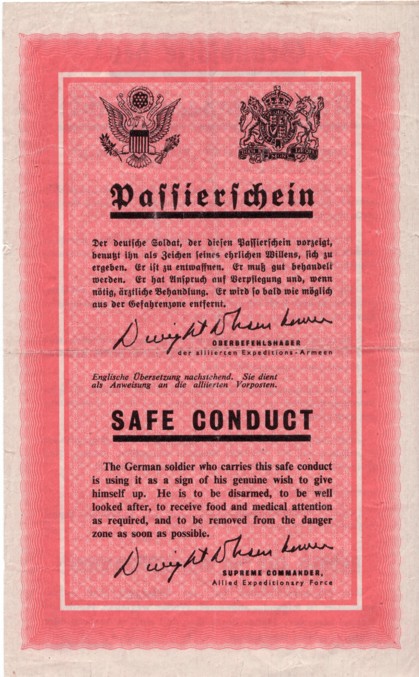 Passierschein
Der deutsche Soldat, der diesen Passierschein vorzeigt,
benutzt ihn als Zeichen seines ehrlichen Willens, sich zu
ergeben. Er ist zu entwaffnen. Er muß gut behandelt
werden. Er hat Anspruch auf Verpflegung und, wenn
nötig, ärztliche Behandlung. Er wird so bald wie möglich
aus der Gefahrenzone entfernt.
Dwight D Eisenhower
OBERBEFEHLSHABER
der alliierten Expeditions-Armeen
Englische Übersetzung nachstehend. Sie dient
als Anweisung an die alliierten Vorposten.
SAFE CONDUCT
The German soldier who carries this safe conduct
is using it as a sign of his genuine wish to give
himself up. He is to be disarmed, to be well
looked after, to receive food and medical attention
as required, and to be removed from the danger
zone as soon as possible.
Dwight D Eisenhower
SUPREME COMMANDER,
Allied Expeditionary Force